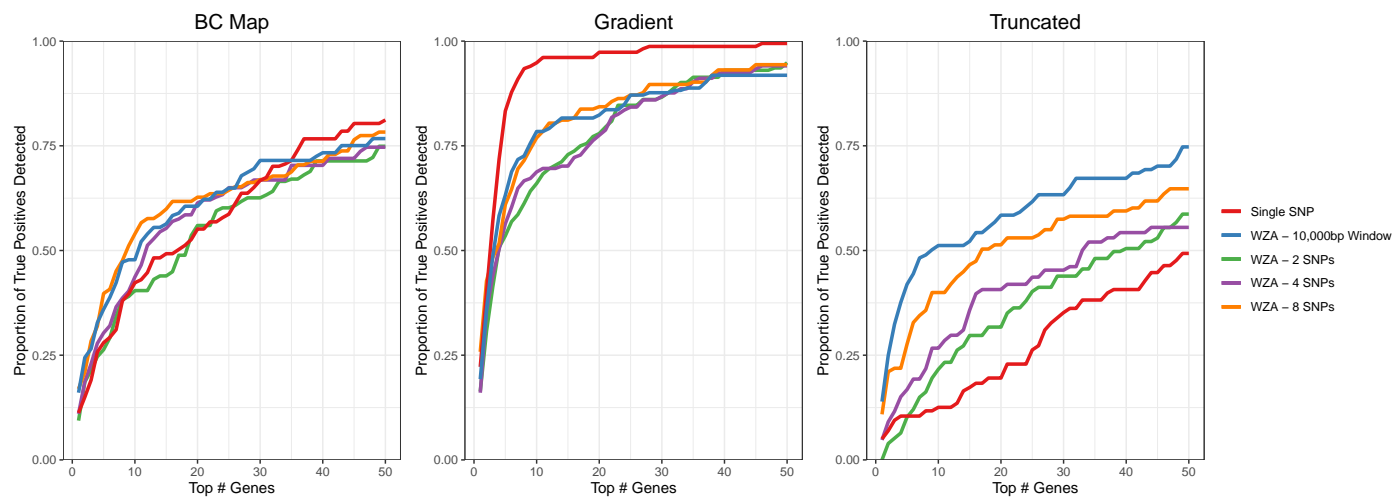 BC Map
Gradient
Truncated
Proportion of True Positives Detected
1.00
0.75
0.50
0.25
0.00
0
10
20
30
40
50
Top # Genes
Proportion of True Positives Detected
1.00
0.75
0.50
0.25
0.00
0
10
20
30
40
50
Top # Genes
Proportion of True Positives Detected
1.00
0.75
0.50
0.25
0.00
0
10
20
30
40
50
Top # Genes
Single SNP
WZA − 10,000bp Window
WZA − 2 SNPs
WZA − 4 SNPs
WZA − 8 SNPs